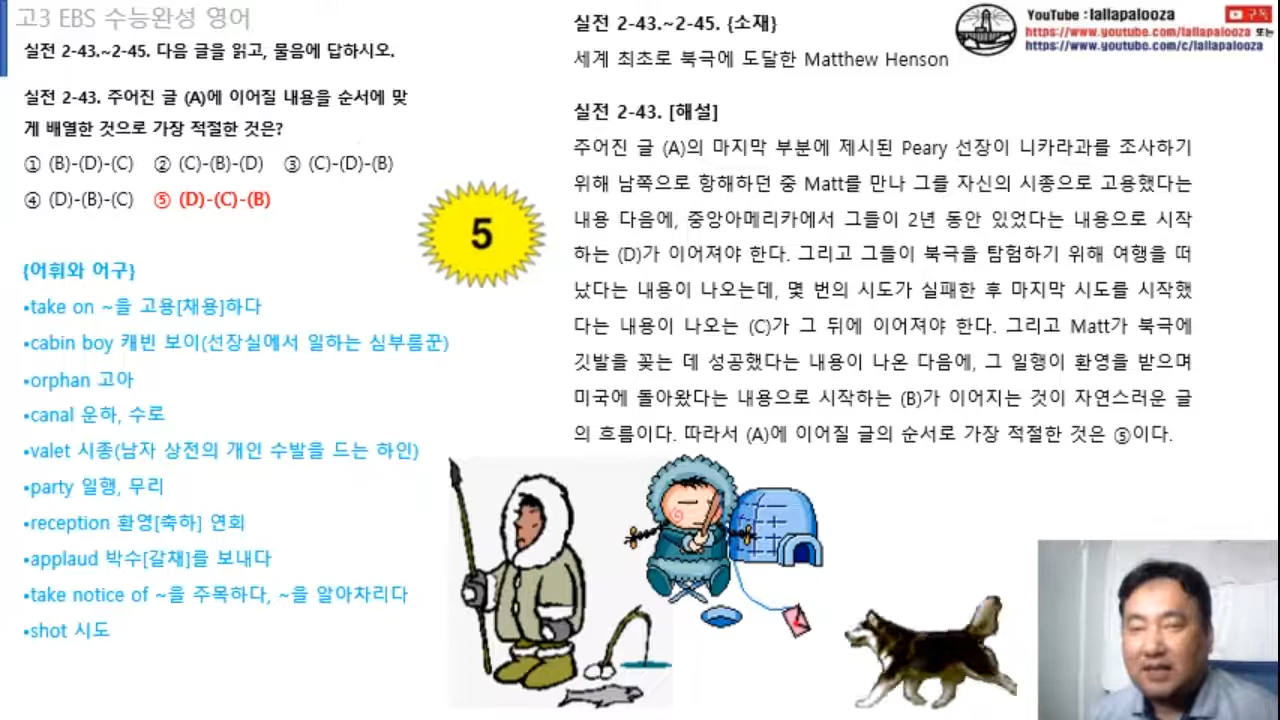 고3 EBS 수능완성 영어
실전 2-43.~2-45. 다음 글을 읽고, 물음에 답하시오.
실전 2-43. 주어진 글 (A)에 이어질 내용을 순서에 맞
게 배열한 것으로 가장 적절한 것은?
① (B)-(D)-(C) ② (C)-(B)-(D) ③ (C)-(D)-(B)
④ (D)-(B)-(C) ⑤ (D)-(C)-(B)
{어휘와 어구}
•take on ~을 고용[채용]하다
•cabin boy 캐빈 보이(선장실에서 일하는 심부름꾼)
•orphan 고아
•canal 운하, 수로
•valet 시종(남자 상전의 개인 수발을 드는 하인)
•party 일행, 무리
•reception 환영[축하] 연회
•applaud 박수[갈채]를 보내다
•take notice of ~을 주목하다, ~을 알아차리다
•shot 시도
5
실전 2-43.~2-45. {소재}
세계 최초로 북극에 도달한 Matthew Henson
실전 2-43. [해설]
주어진 글 (A)의 마지막 부분에 제시된 Peary 선장이 니카라과를 조사하기
위해 남쪽으로 항해하던 중 Matt를 만나 그를 자신의 시종으로 고용했다는
내용 다음에, 중앙아메리카에서 그들이 2년 동안 있었다는 내용으로 시작
하는 (D)가 이어져야 한다. 그리고 그들이 북극을 탐험하기 위해 여행을 떠
났다는 내용이 나오는데, 몇 번의 시도가 실패한 후 마지막 시도를 시작했
다는 내용이 나오는 (C)가 그 뒤에 이어져야 한다. 그리고 Matt가 북극에
깃발을 꽂는 데 성공했다는 내용이 나온 다음에, 그 일행이 환영을 받으며
미국에 돌아왔다는 내용으로 시작하는 (B)가 이어지는 것이 자연스러운 글
의 흐름이다. 따라서 (A)에 이어질 글의 순서로 가장 적절한 것은 ⑤이다.
YouTube : lallapalooza
구독
https://www.youtube.com/lallapalooza 또는
https://www.youtube.com/c/lallapalooza